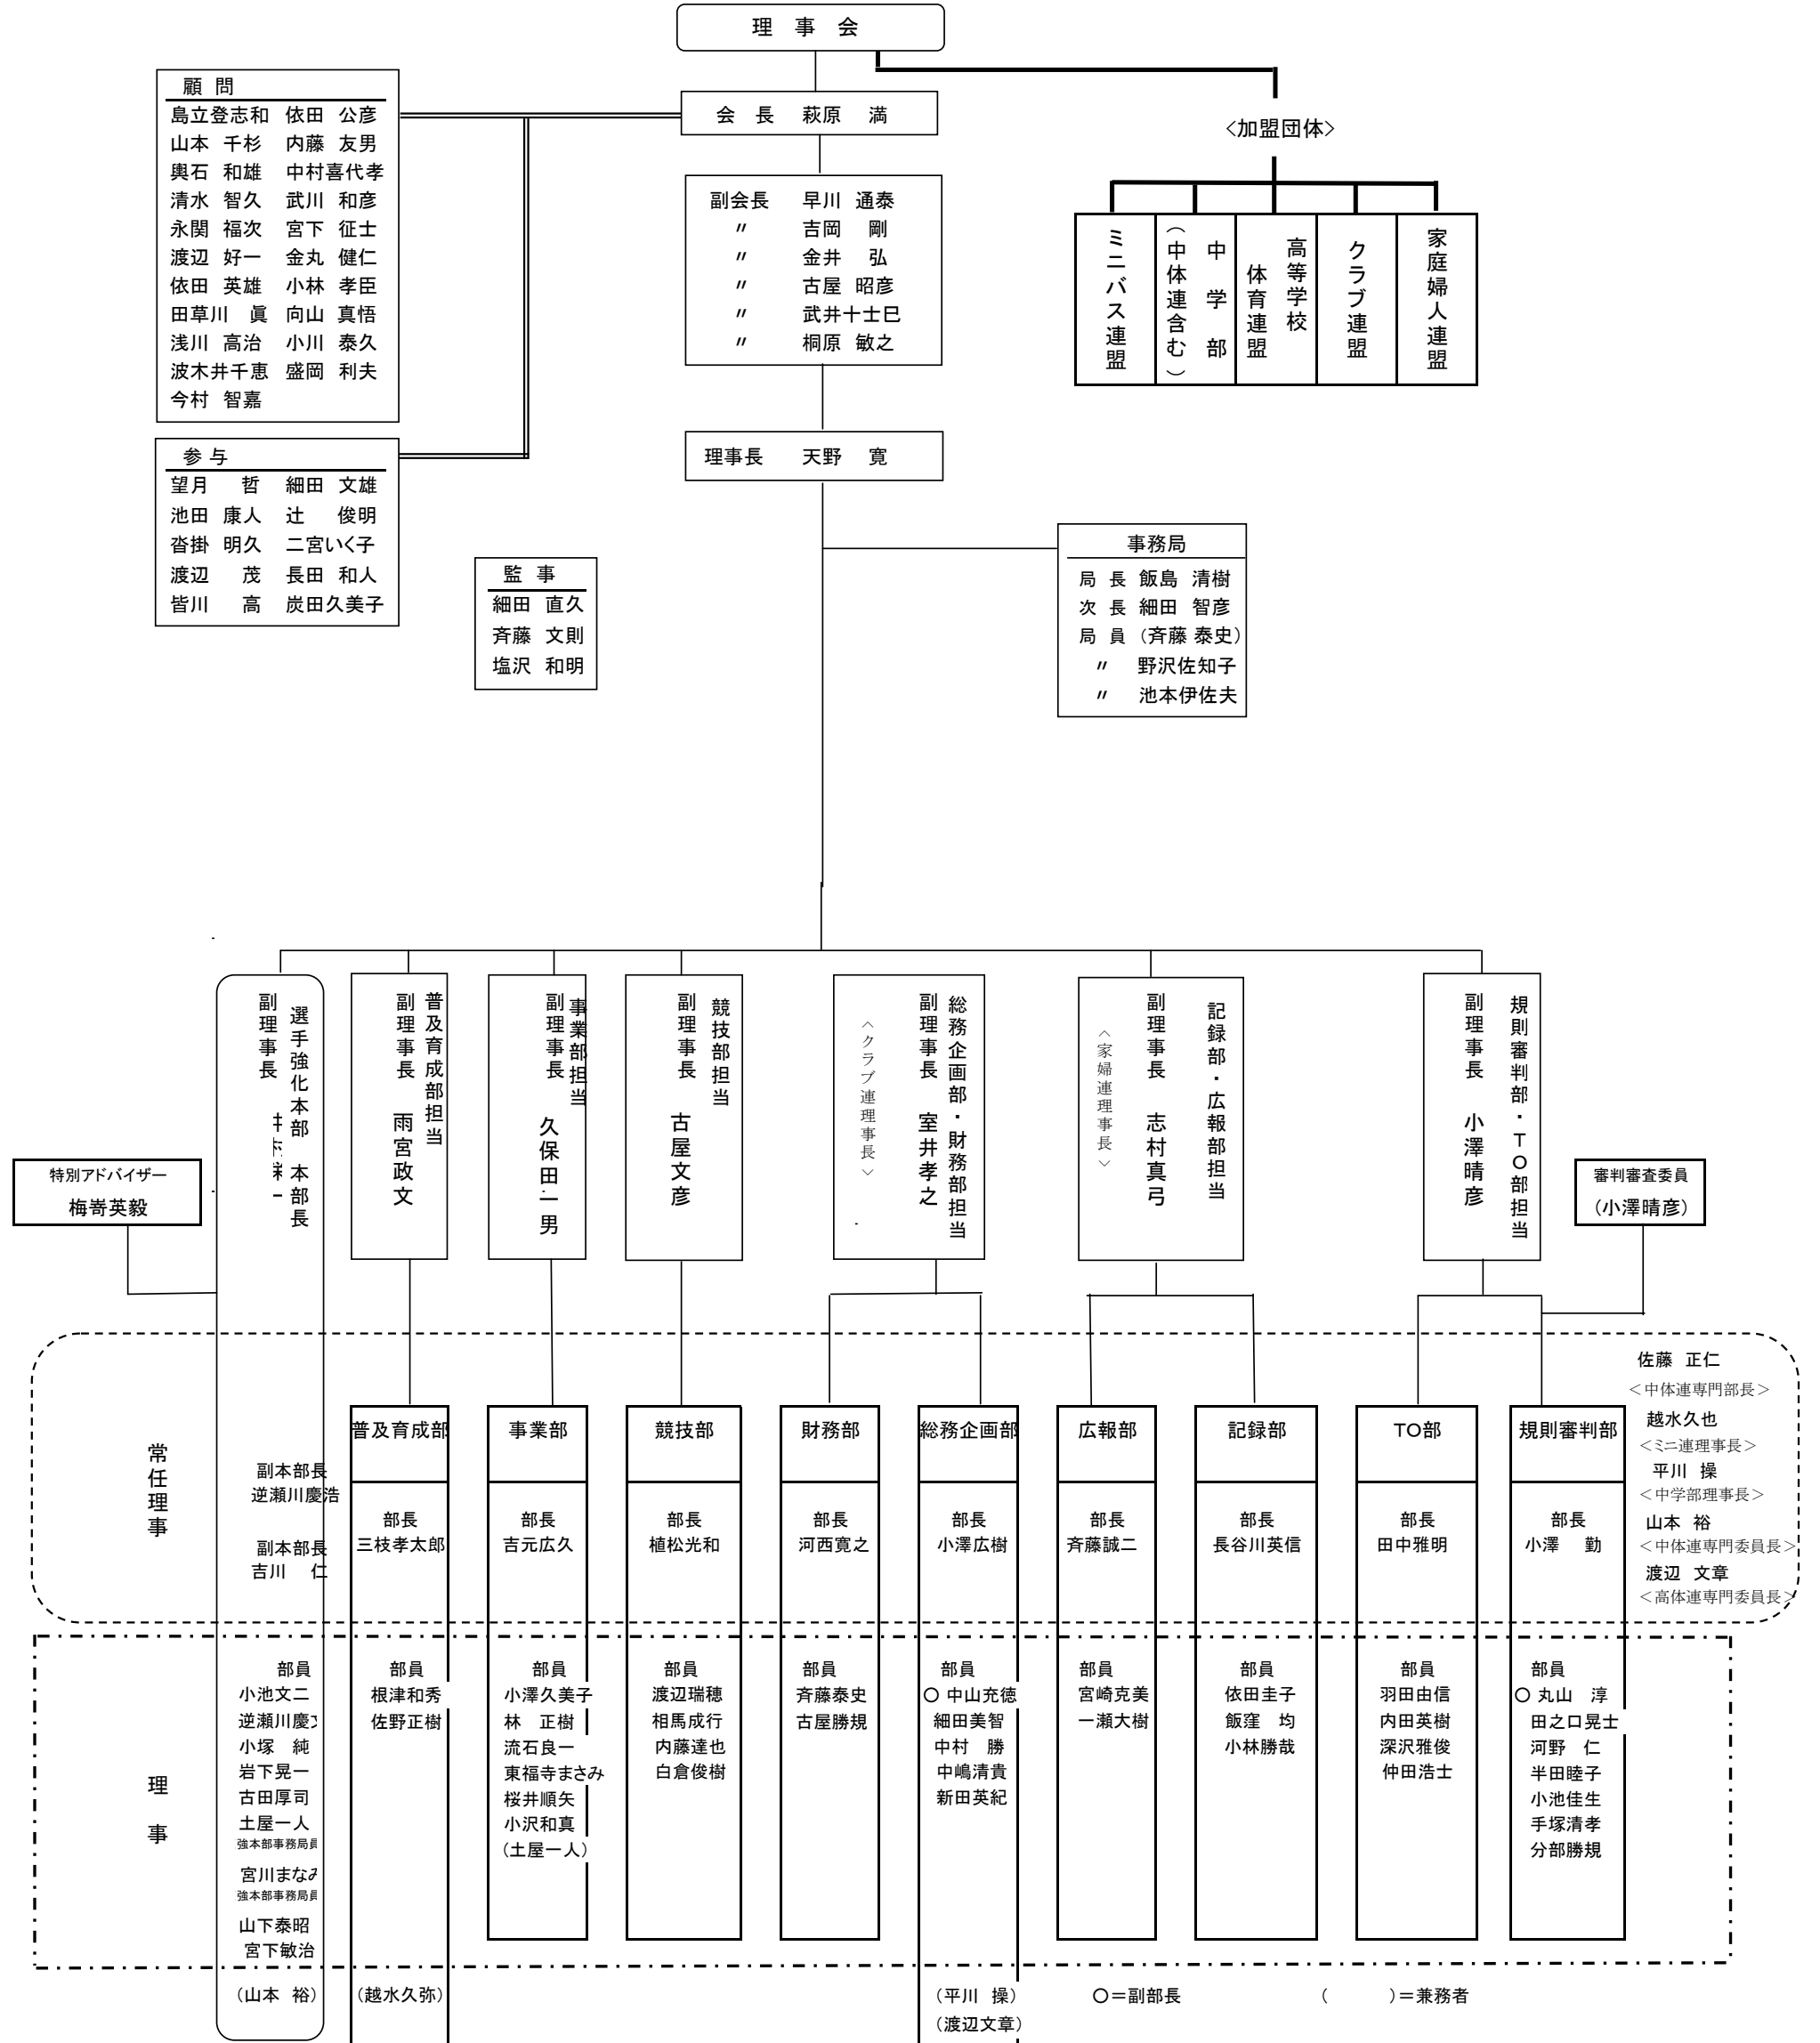 理 事 会
顧 問
島立登志和 依田 公彦
山本 千杉 内藤 友男
輿石 和雄 中村喜代孝
清水 智久 武川 和彦
永関 福次 宮下 征士
渡辺 好一 金丸 健仁
依田 英雄 小林 孝臣
田草川 眞 向山 真悟
浅川 高治 小川 泰久
波木井千恵 盛岡 利夫
今村 智嘉
会 長 萩原 満
副会長 早川 通泰
〃 吉岡 剛
〃 金井 弘
〃 古屋 昭彦
〃 武井十士巳
〃 桐原 敏之
<加盟団体>
ミニバス連盟
中 学 部
(中体連含む)
高等学校
体育連盟
クラブ連盟
家庭婦人連盟
参 与
望月 哲 細田 文雄
池田 康人 辻 俊明
沓掛 明久 二宮いく子
渡辺 茂 長田 和人
皆川 高 炭田久美子
理事長 天野 寛
監 事
細田 直久
斉藤 文則
塩沢 和明
事務局
局 長 飯島 清樹
次 長 細田 智彦
局 員 (斉藤 泰史)
〃 野沢佐知子
〃 池本伊佐夫
選手強化本部 本部長
副理事長
普及育成部担当
副理事長 雨宮政文
事業部担当
副理事長 久保田二男
競技部担当
副理事長 古屋文彦
総務企画部・財務部担当
副理事長 室井孝之
<クラブ連理事長>
記録部・広報部担当
副理事長 志村真弓
<家婦連理事長>
規則審判部・TO部担当
副理事長 小澤晴彦
特別アドバイザー
梅嵜英毅
審判審査委員
(小澤晴彦)
常任理事
副本部長
逆瀬川慶浩
副本部長
吉川 仁
普及育成部
部長
三枝孝太郎
事業部
部長
吉元広久
競技部
部長
植松光和
財務部
部長
河西寛之
総務企画部
部長
小澤広樹
広報部
部長
斉藤誠二
記録部
部長
長谷川英信
TO部
部長
田中雅明
規則審判部
部長
小澤 勤
佐藤 正仁
<中体連専門部長>
越水久也
<ミニ連理事長>
平川 操
<中学部理事長>
山本 裕
<中体連専門委員長>
渡辺 文章
<高体連専門委員長>
理 事
部員
小池文二
逆瀬川慶
小塚 純
岩下晃一
古田厚司
土屋一人
強本部事務局員
宮川まなみ
強本部事務局員
山下泰昭
宮下敏治
(山本 裕)
部員
根津和秀
佐野正樹
(越水久弥)
部員
小澤久美子
林 正樹
流石良一
東福寺まさみ
桜井順矢
小沢和真
(土屋一人)
部員
渡辺瑞穂
相馬成行
内藤達也
白倉俊樹
部員
斉藤泰史
古屋勝規
部員
○ 中山充徳
細田美智
中村 勝
中嶋清貴
新田英紀
(平川 操)
(渡辺文章)
部員
宮崎克美
一瀬大樹
部員
依田圭子
飯窪 均
小林勝哉
部員
羽田由信
内田英樹
深沢雅俊
仲田浩士
部員
○ 丸山 淳
田之口晃士
河野 仁
半田睦子
小池佳生
手塚清孝
分部勝規
○=副部長
( )=兼務者